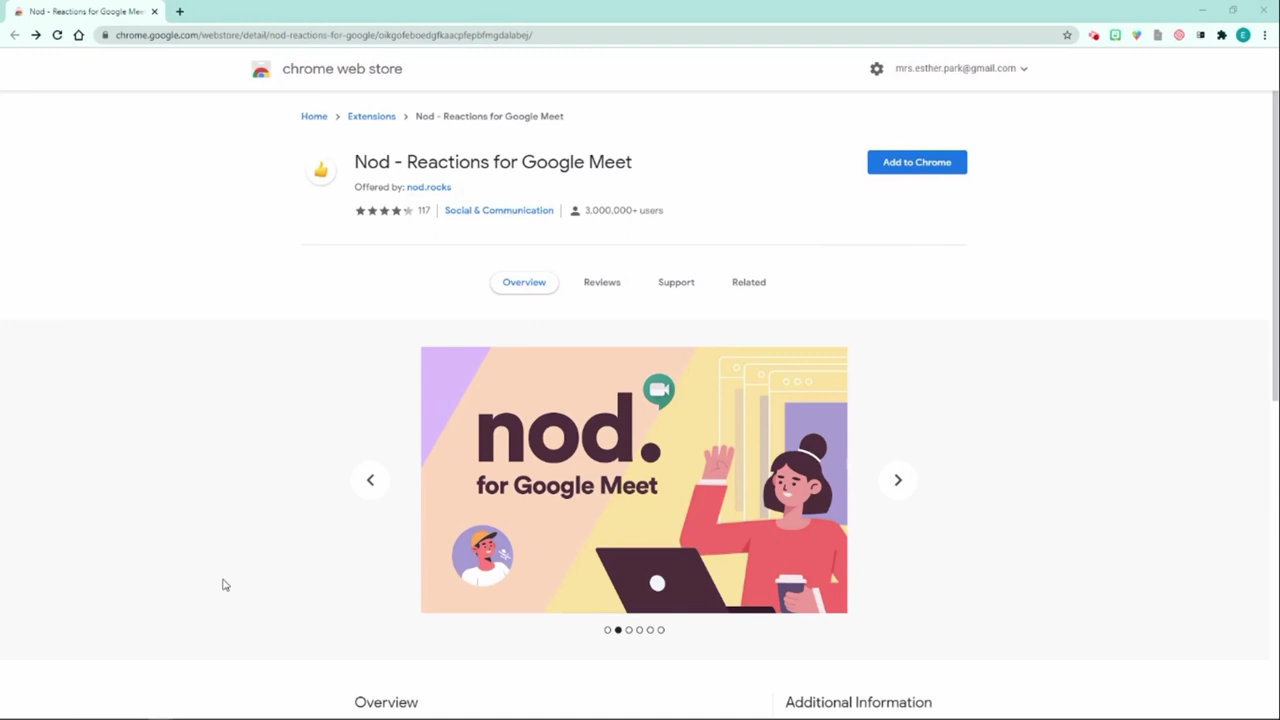 Nod - Reactions for Google Mee
chrome.google.com/webstore/detail/nod-reactions-for-google/oikgofeboedgfkaacpfepbfmgdalabej/
E
chrome web store
mrs.esther.park@gmail.com
Home > Extensions > Nod - Reactions for Google Meet
Nod - Reactions for Google Meet
Add to Chrome
Offered by: nod.rocks
117 | Social & Communication | 3,000,000+ users
Overview Reviews Support Related
nod.
for Google Meet
Overview Additional Information